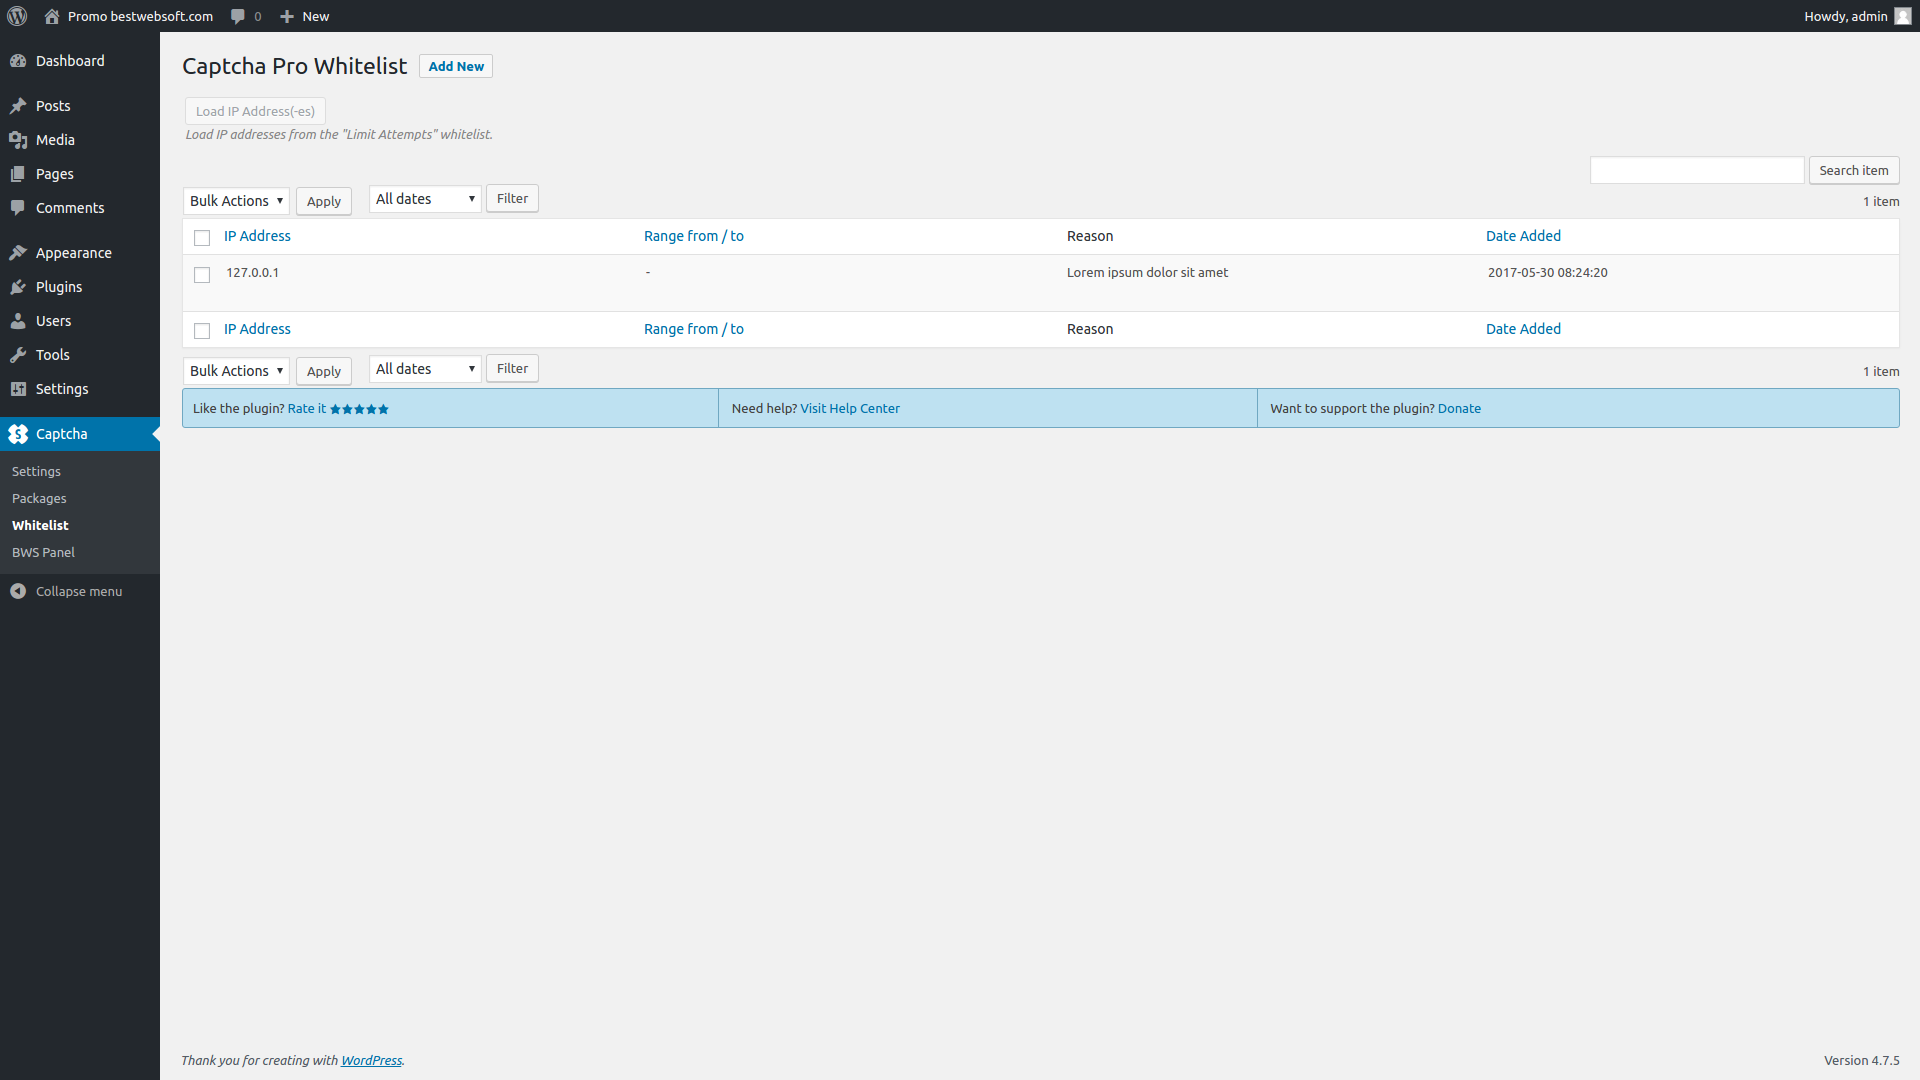 Promo bestwebsoft.com 0 New Howdy, admin
Dashboard
Posts
Media
Pages
Comments
Appearance
Plugins
Users
Tools
Settings
Captcha
Settings
Packages
Whitelist
BWS Panel
Collapse menu
Captcha Pro Whitelist Add New
Load IP Address(-es)
Load IP addresses from the "Limit Attempts" whitelist.
Search item
Bulk Actions Apply All dates Filter 1 item
IP Address Range from / to Reason Date Added
127.0.0.1 - Lorem ipsum dolor sit amet 2017-05-30 08:24:20
IP Address Range from / to Reason Date Added
Bulk Actions Apply All dates Filter 1 item
Like the plugin? Rate it ★★★★★ Need help? Visit Help Center Want to support the plugin? Donate
Thank you for creating with WordPress. Version 4.7.5